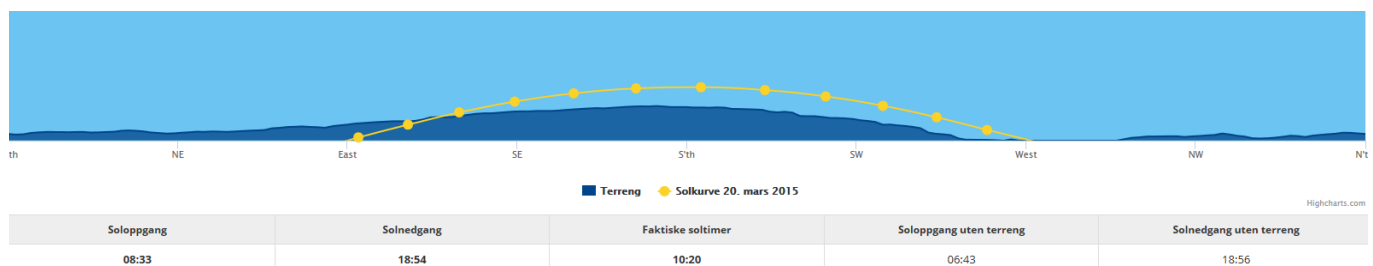 th NE East SE S'th SW West NW N't
Terreng Solkurve 20. mars 2015
Highcharts.com
Soloppgang Solnedgang Faktiske soltimer Soloppgang uten terreng Solnedgang uten terreng
08:33 18:54 10:20 06:43 18:56